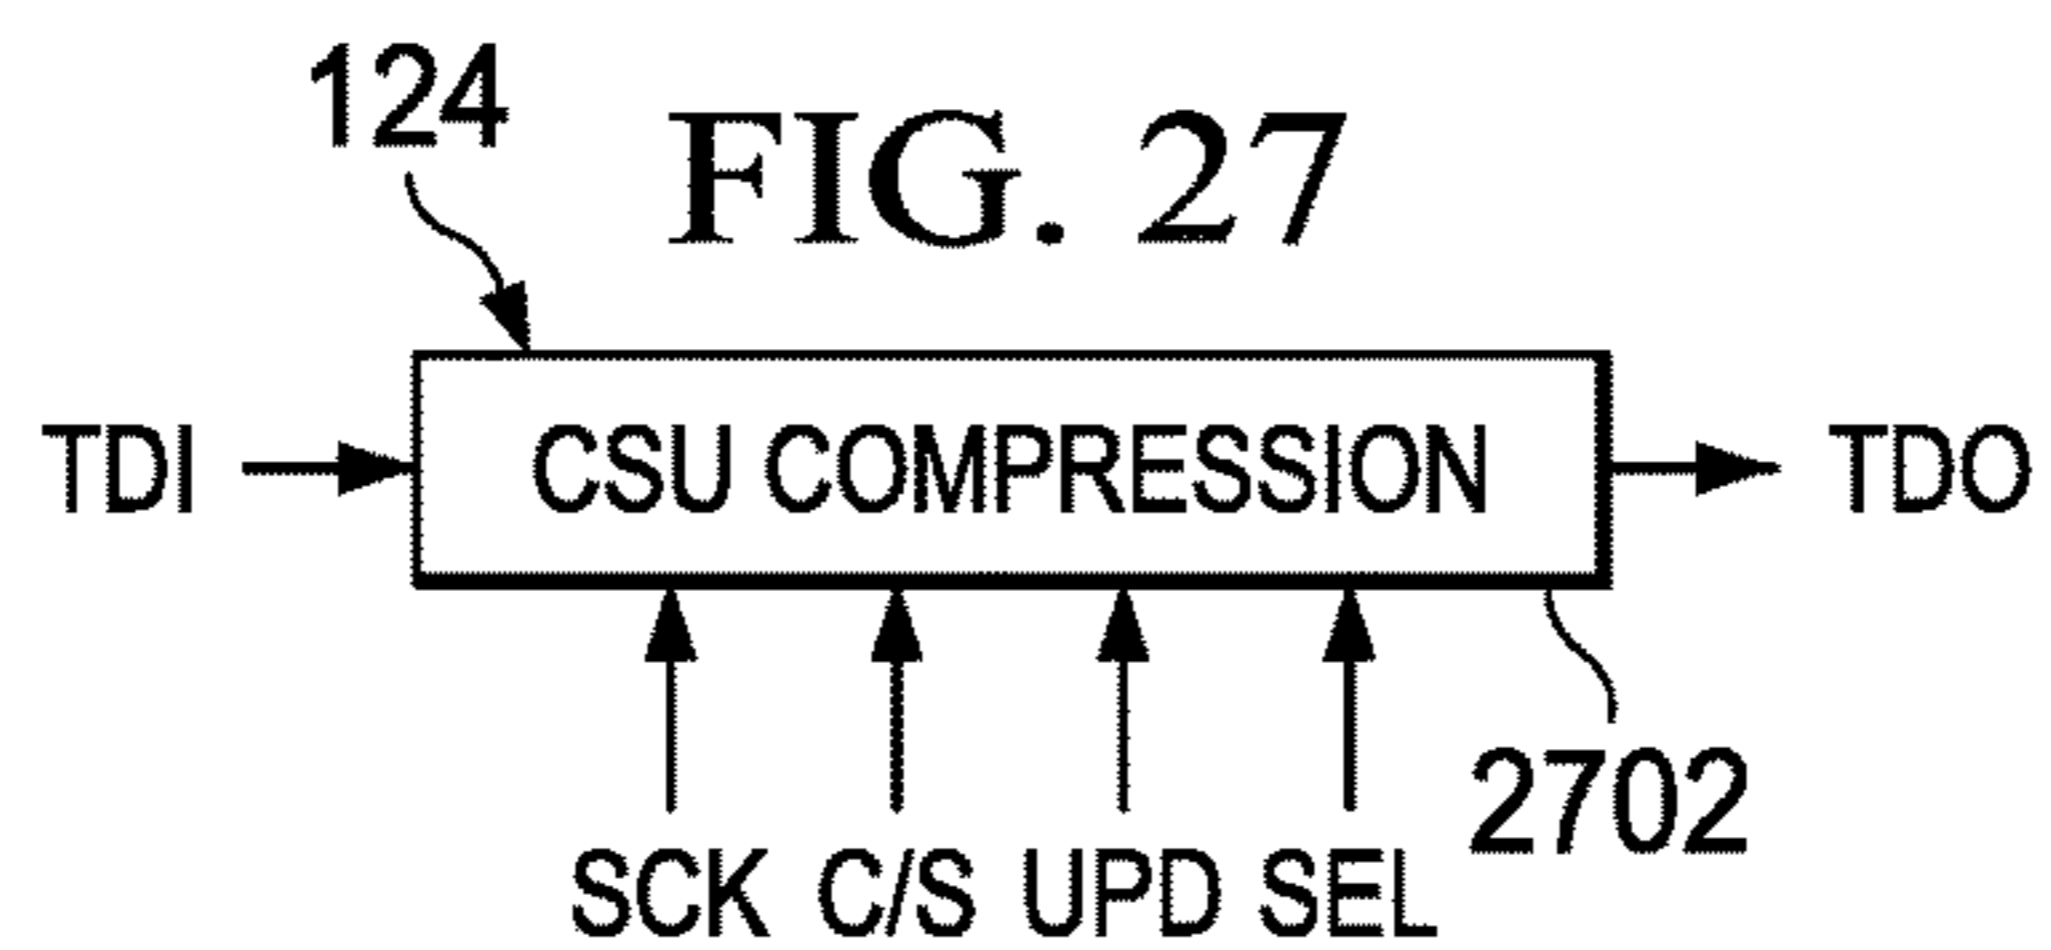 124
FIG. 27
TDI CSU COMPRESSION TDO
2702
SCK C/S UPD SEL